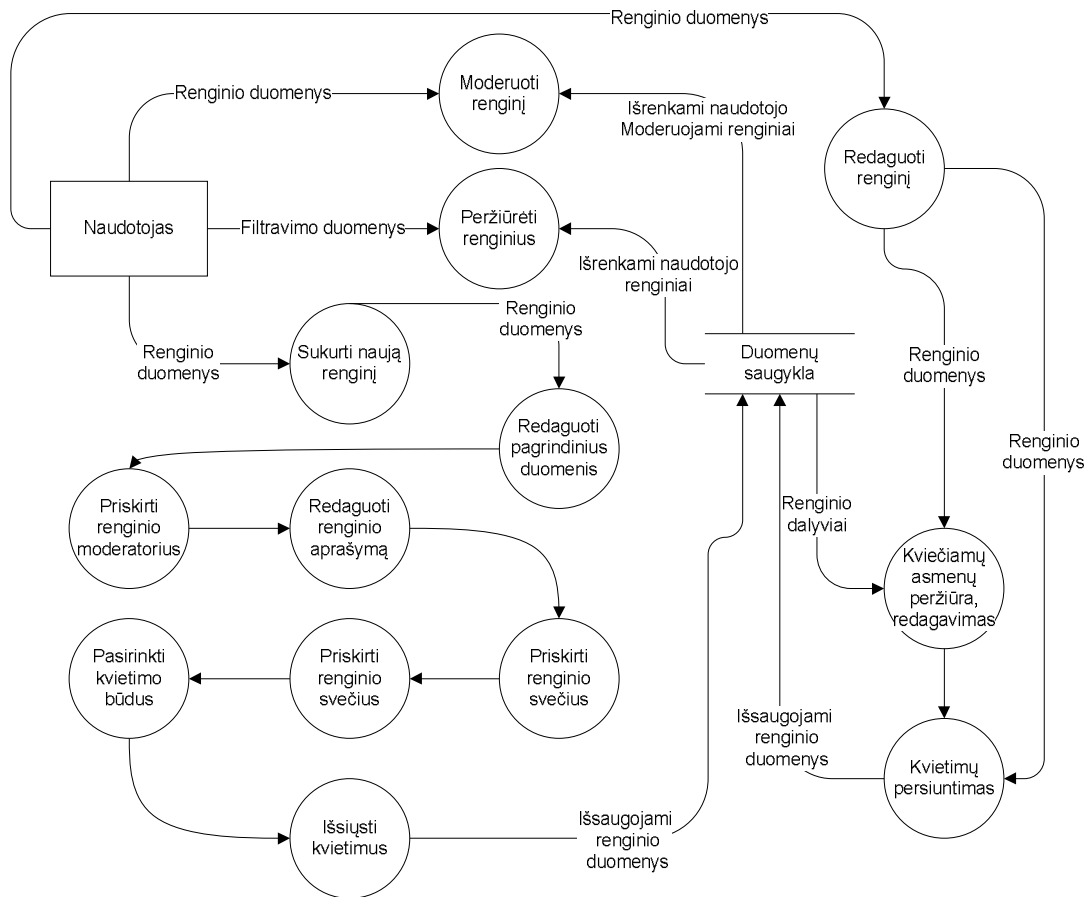 Renginio duomenys
Moderuoti
renginį
Renginio duomenys
Išrenkami naudotojo
Moderuojami renginiai
Redaguoti
renginį
Naudotojas
Filtravimo duomenys
Peržiūrėti
renginius
Išrenkami naudotojo
renginiai
Renginio
duomenys
Renginio
duomenys
Sukurti naują
renginį
Duomenų
saugykla
Renginio
duomenys
Redaguoti
pagrindinius
duomenis
Renginio
duomenys
Priskirti
renginio
moderatorius
Redaguoti
renginio
aprašymą
Renginio
dalyviai
Kviečiamų
asmenų
peržiūra,
redagavimas
Pasirinkti
kvietimo
būdus
Priskirti
renginio
svečius
Priskirti
renginio
svečius
Išsaugojami
renginio
duomenys
Kvietimų
persiuntimas
Išsiųsti
kvietimus
Išsaugojami
renginio
duomenys